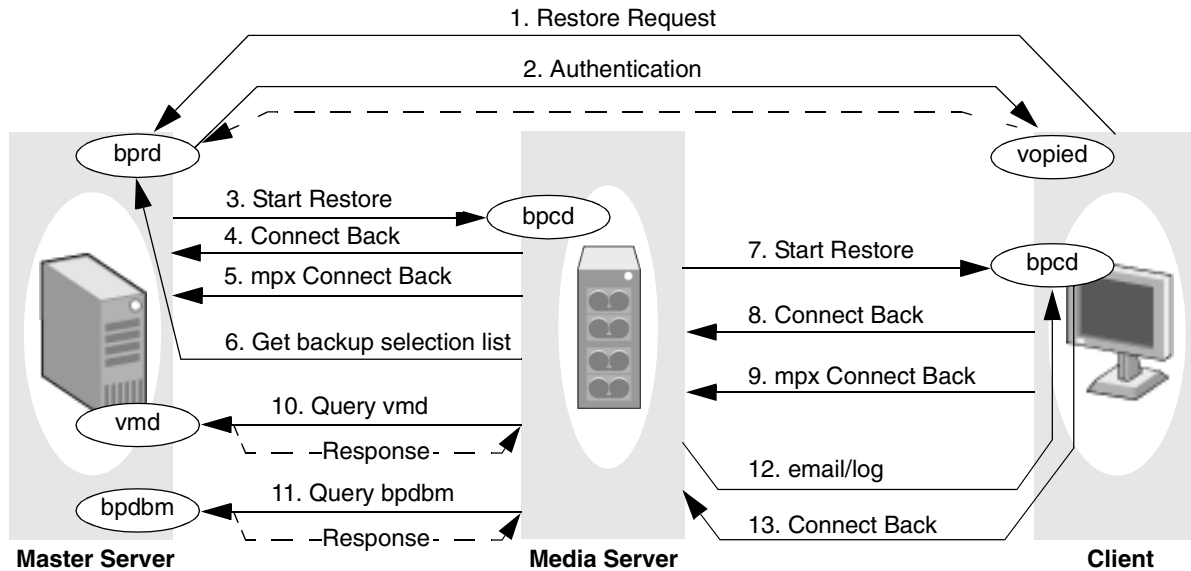 1. Restore Request
2. Authentication
bprd
vopied
3. Start Restore
bpcd
4. Connect Back
5. mpx Connect Back
6. Get backup selection list
7. Start Restore
bpcd
8. Connect Back
9. mpx Connect Back
10. Query vmd
vmd
Response
11. Query bpdbm
bpdbm
Response
12. email/log
13. Connect Back
Master Server
Media Server
Client